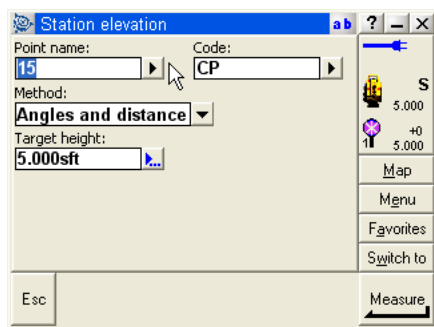 Station elevation ab ? – X
Point name: Code:
15 CP
Method:
Angles and distance
Target height:
5.000sft
S
5.000
+0
1 5.000
Map
Menu
Favorites
Switch to
Esc Measure